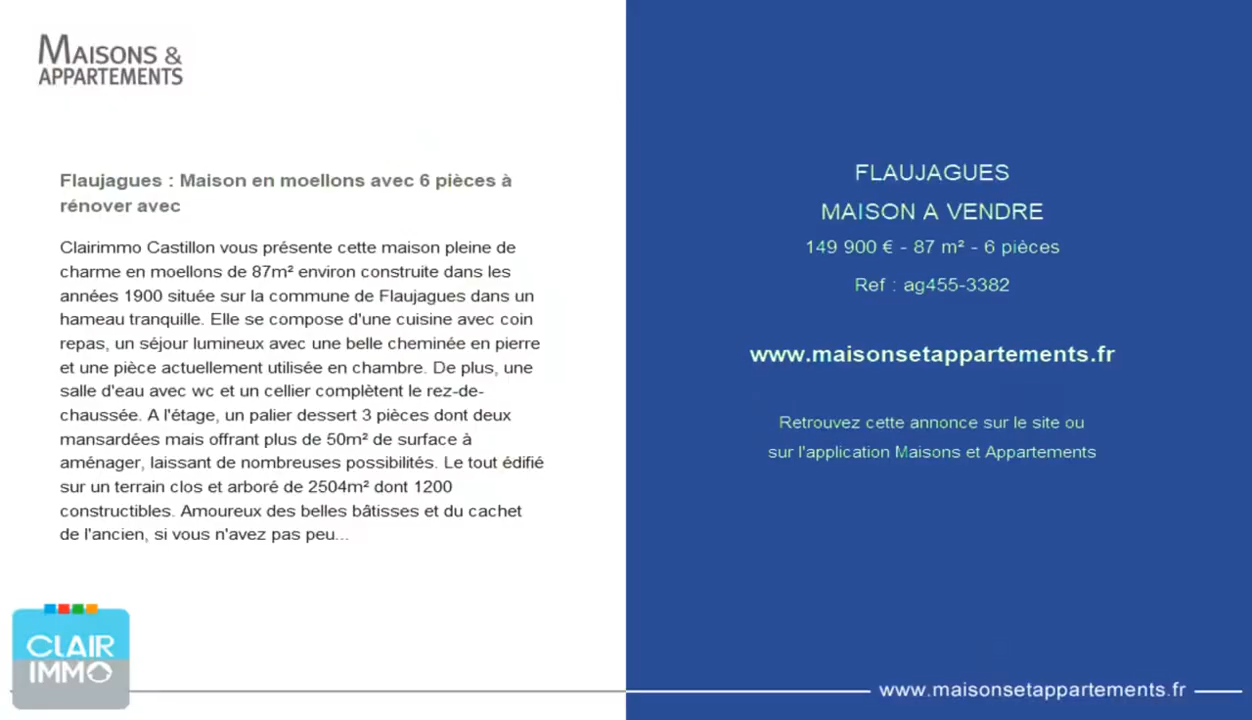 MAISONS &
APPARTEMENTS
Flaujagues : Maison en moellons avec 6 pièces à
rénover avec
Clairimmo Castillon vous présente cette maison pleine de
charme en moellons de 87m² environ construite dans les
années 1900 située sur la commune de Flaujagues dans un
hameau tranquille. Elle se compose d'une cuisine avec coin
repas, un séjour lumineux avec une belle cheminée en pierre
et une pièce actuellement utilisée en chambre. De plus, une
salle d'eau avec wc et un cellier complètent le rez-de-
chaussée. A l'étage, un palier dessert 3 pièces dont deux
mansardées mais offrant plus de 50m² de surface à
aménager, laissant de nombreuses possibilités. Le tout édifié
sur un terrain clos et arboré de 2504m² dont 1200
constructibles. Amoureux des belles bâtisses et du cachet
de l'ancien, si vous n'avez pas peu...
CLAIR
IMMO
FLAUJAGUES
MAISON A VENDRE
149 900 € - 87 m² - 6 pièces
Ref : ag455-3382
www.maisonsetappartements.fr
Retrouvez cette annonce sur le site ou
sur l'application Maisons et Appartements
www.maisonsetappartements.fr